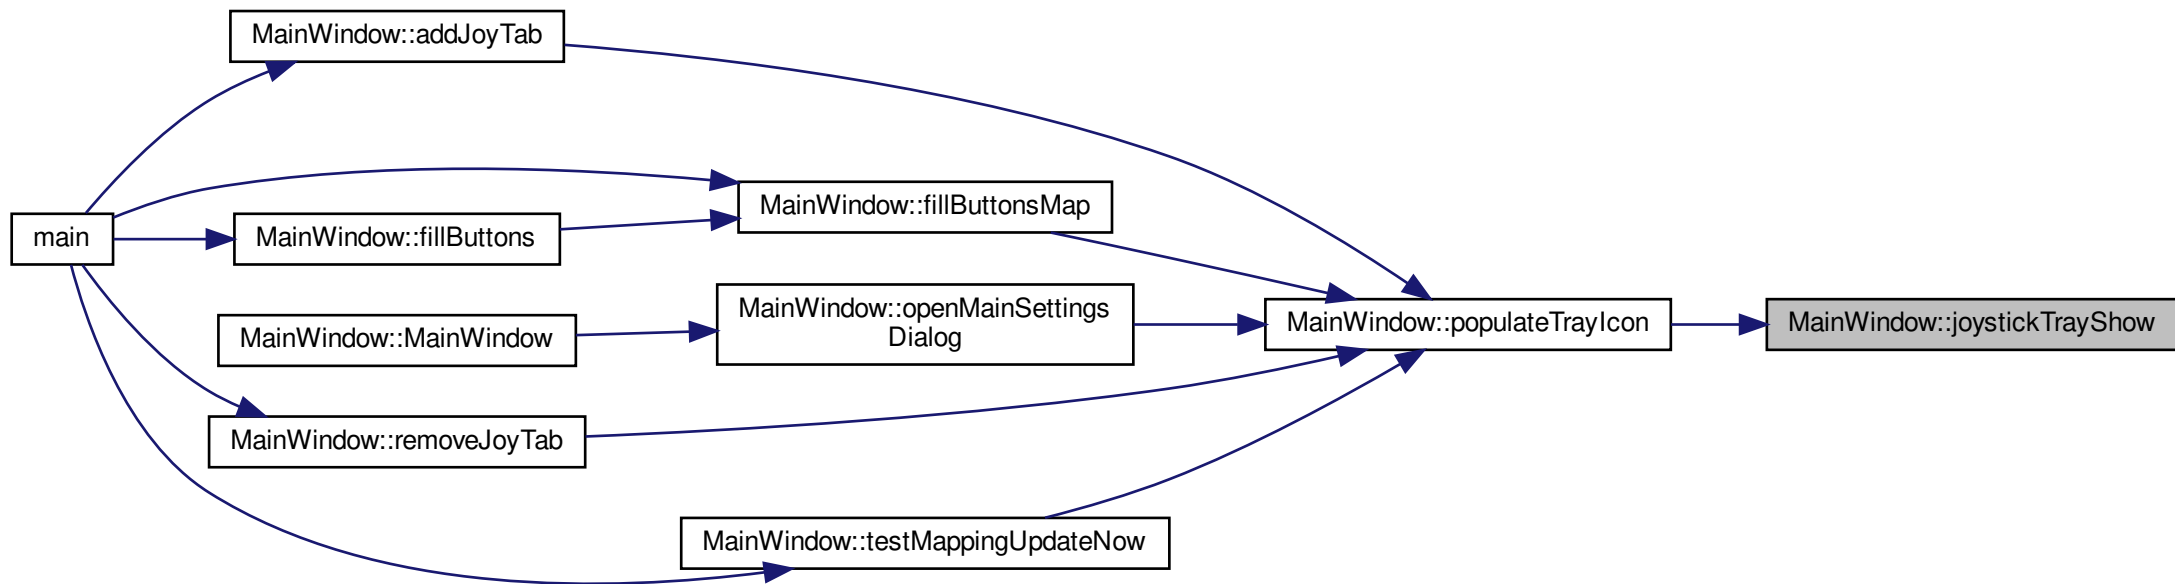 MainWindow::addJoyTab
MainWindow::fillButtonsMap
main
MainWindow::fillButtons
MainWindow::openMainSettings
Dialog
MainWindow::MainWindow
MainWindow::populateTrayIcon
MainWindow::joystickTrayShow
MainWindow::removeJoyTab
MainWindow::testMappingUpdateNow